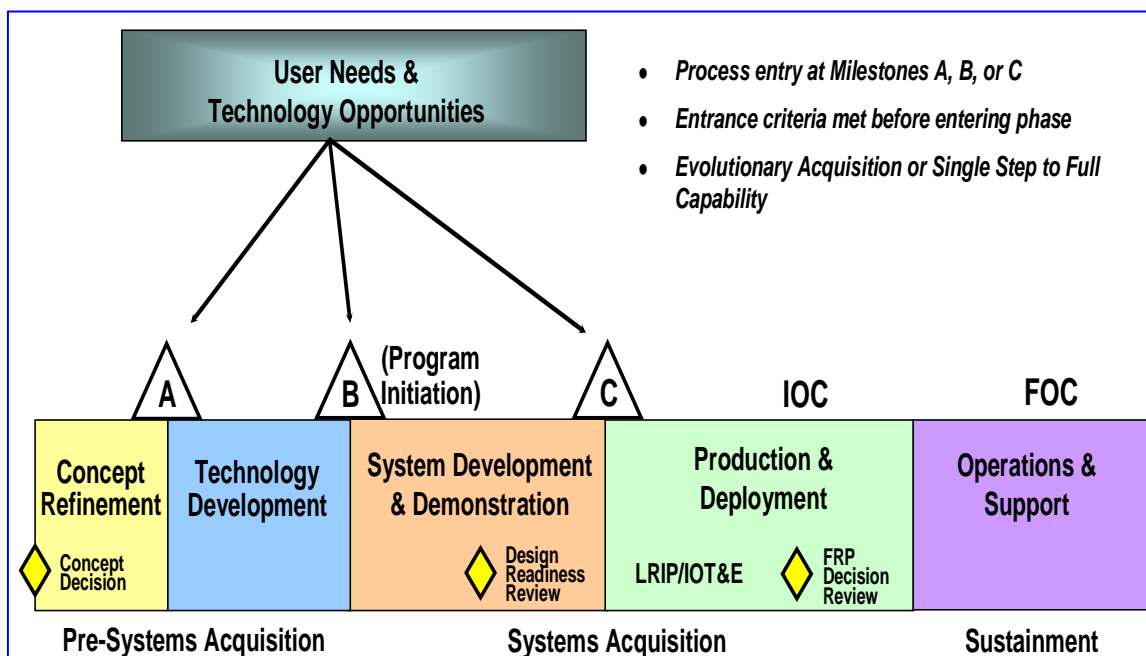 User Needs &
Technology Opportunities
• Process entry at Milestones A, B, or C
• Entrance criteria met before entering phase
• Evolutionary Acquisition or Single Step to Full
Capability
A
B
(Program
Initiation)
C
IOC
FOC
Concept
Refinement
Technology
Development
System Development
& Demonstration
Production &
Deployment
Operations &
Support
Concept
Decision
Design
Readiness
Review
LRIP/IOT&E
FRP
Decision
Review
Pre-Systems Acquisition
Systems Acquisition
Sustainment